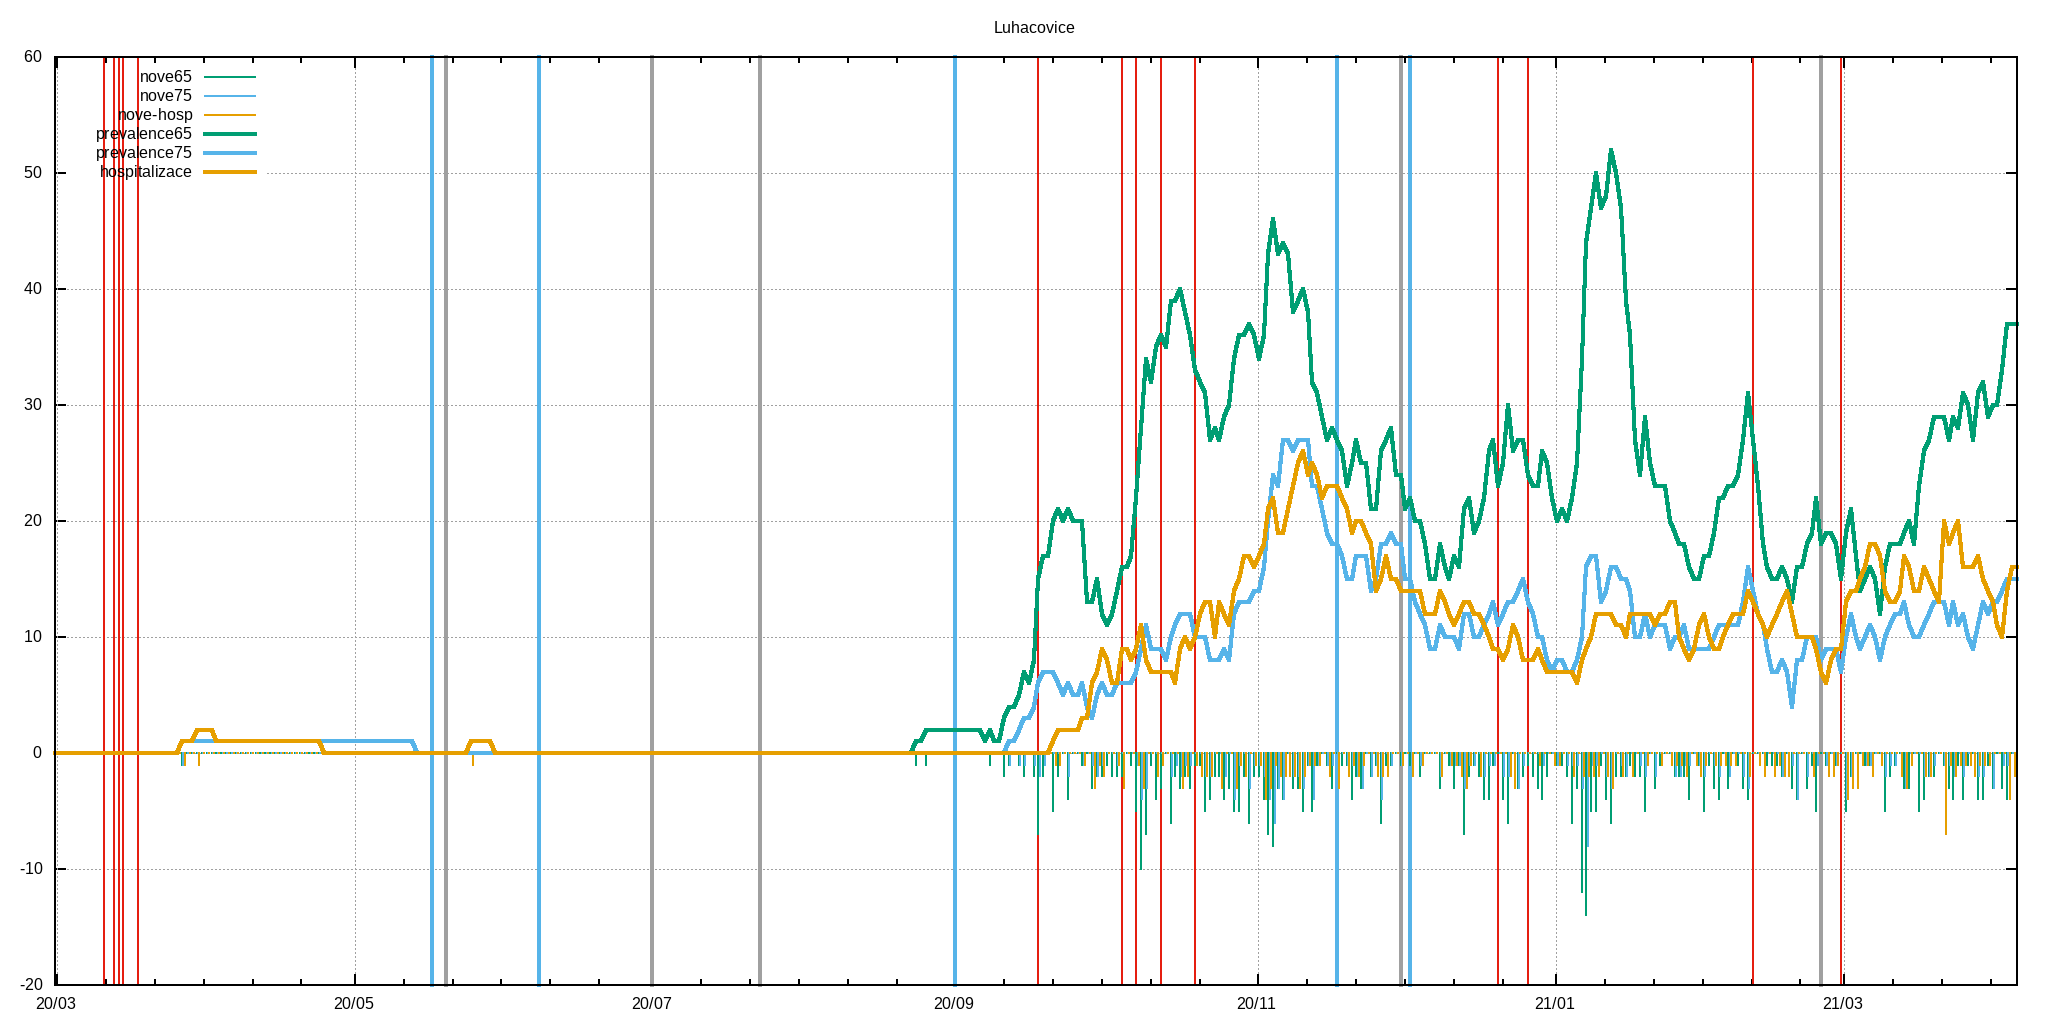 Luhacovice
60
50
40
30
20
10
0
-10
-20
nove65
nove75
nove-hosp
prevalence65
prevalence75
hospitalizace
20/03 20/05 20/07 20/09 20/11 21/01 21/03